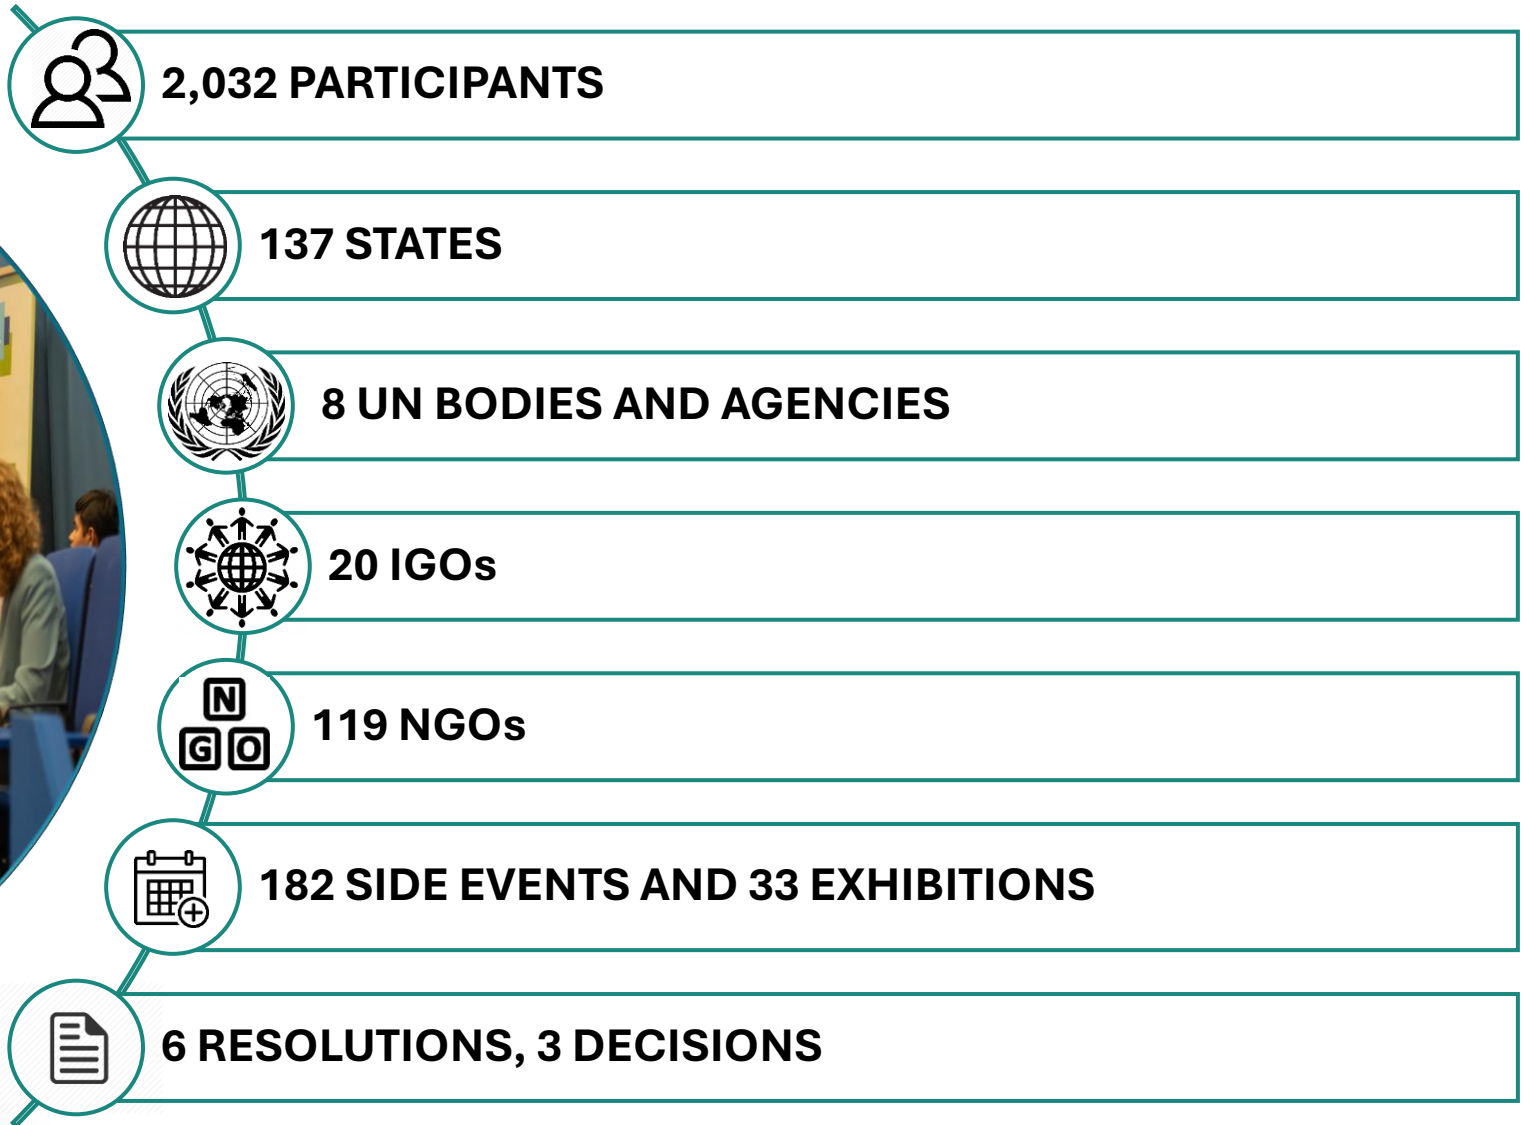 2,032 PARTICIPANTS
137 STATES
8 UN BODIES AND AGENCIES
20 IGOs
119 NGOs
N
G O
182 SIDE EVENTS AND 33 EXHIBITIONS
6 RESOLUTIONS, 3 DECISIONS